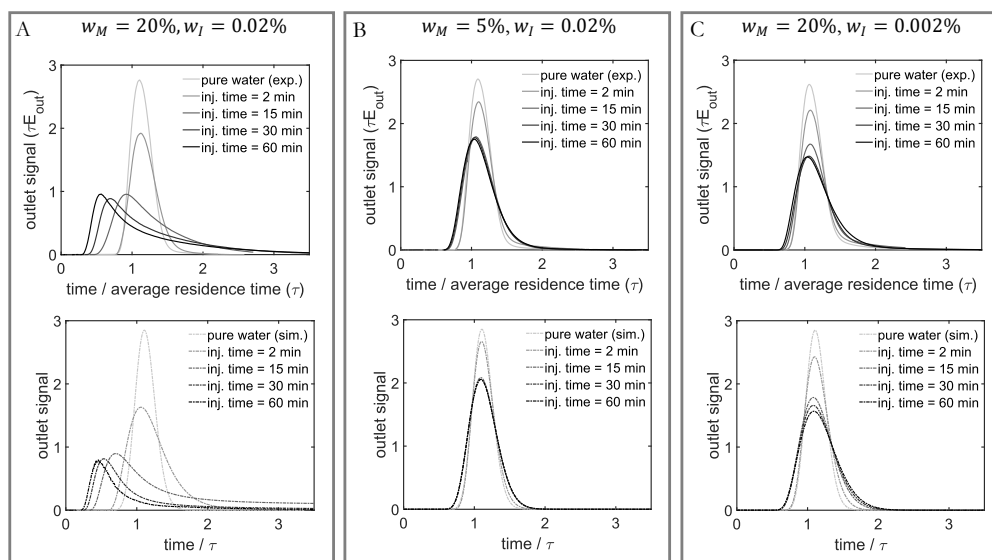 A
w_M = 20%, w_I = 0.02%
3
2
1
0
outlet signal (τE_out)
pure water (exp.)
inj. time = 2 min
inj. time = 15 min
inj. time = 30 min
inj. time = 60 min
0 1 2 3
time / average residence time (τ)
3
2
1
0
outlet signal
pure water (sim.)
inj. time = 2 min
inj. time = 15 min
inj. time = 30 min
inj. time = 60 min
0 1 2 3
time / τ
B
w_M = 5%, w_I = 0.02%
3
2
1
0
outlet signal (τE_out)
pure water (exp.)
inj. time = 2 min
inj. time = 15 min
inj. time = 30 min
inj. time = 60 min
0 1 2 3
time / average residence time (τ)
3
2
1
0
outlet signal
pure water (sim.)
inj. time = 2 min
inj. time = 15 min
inj. time = 30 min
inj. time = 60 min
0 1 2 3
time / τ
C
w_M = 20%, w_I = 0.002%
3
2
1
0
outlet signal (τE_out)
pure water (exp.)
inj. time = 2 min
inj. time = 15 min
inj. time = 30 min
inj. time = 60 min
0 1 2 3
time / average residence time (τ)
3
2
1
0
outlet signal
pure water (sim.)
inj. time = 2 min
inj. time = 15 min
inj. time = 30 min
inj. time = 60 min
0 1 2 3
time / τ